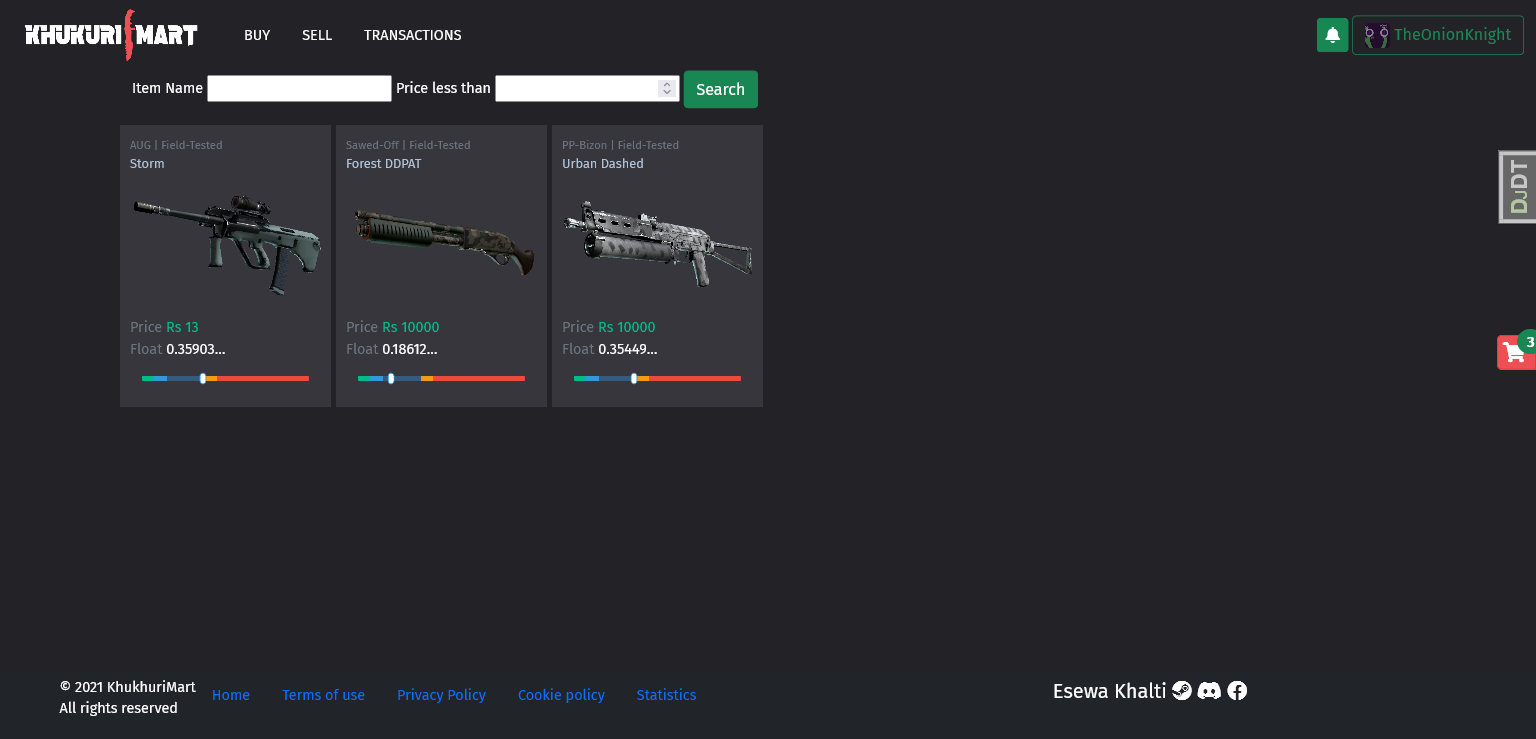 KHUKURI MART
BUY SELL TRANSACTIONS
TheOnionKnight
Item Name Price less than Search
AUG | Field-Tested
Storm
Price Rs 13
Float 0.35903...
Sawed-Off | Field-Tested
Forest DDPAT
Price Rs 10000
Float 0.18612...
PP-Bizon | Field-Tested
Urban Dashed
Price Rs 10000
Float 0.35449...
DJDT
3
© 2021 KhukhuriMart
All rights reserved
Home Terms of use Privacy Policy Cookie policy Statistics
Esewa Khalti